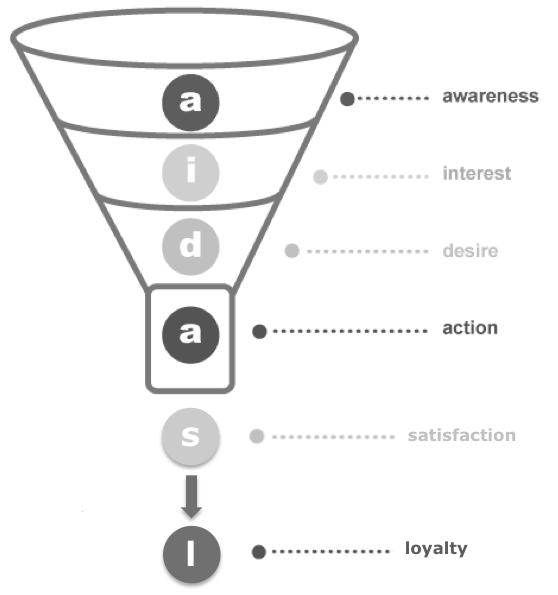 a awareness
i interest
d desire
a action
s satisfaction
l loyalty